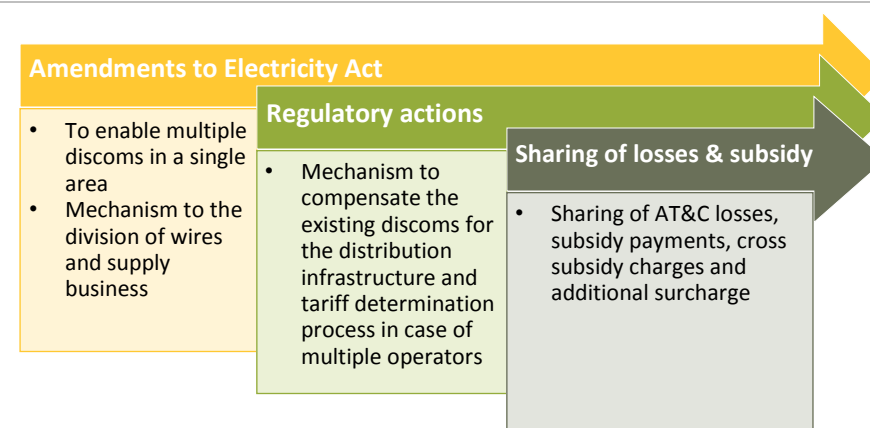 Amendments to Electricity Act
• To enable multiple
discoms in a single
area
• Mechanism to the
division of wires
and supply
business
Regulatory actions
• Mechanism to
compensate the
existing discoms for
the distribution
infrastructure and
tariff determination
process in case of
multiple operators
Sharing of losses & subsidy
• Sharing of AT&C losses,
subsidy payments, cross
subsidy charges and
additional surcharge